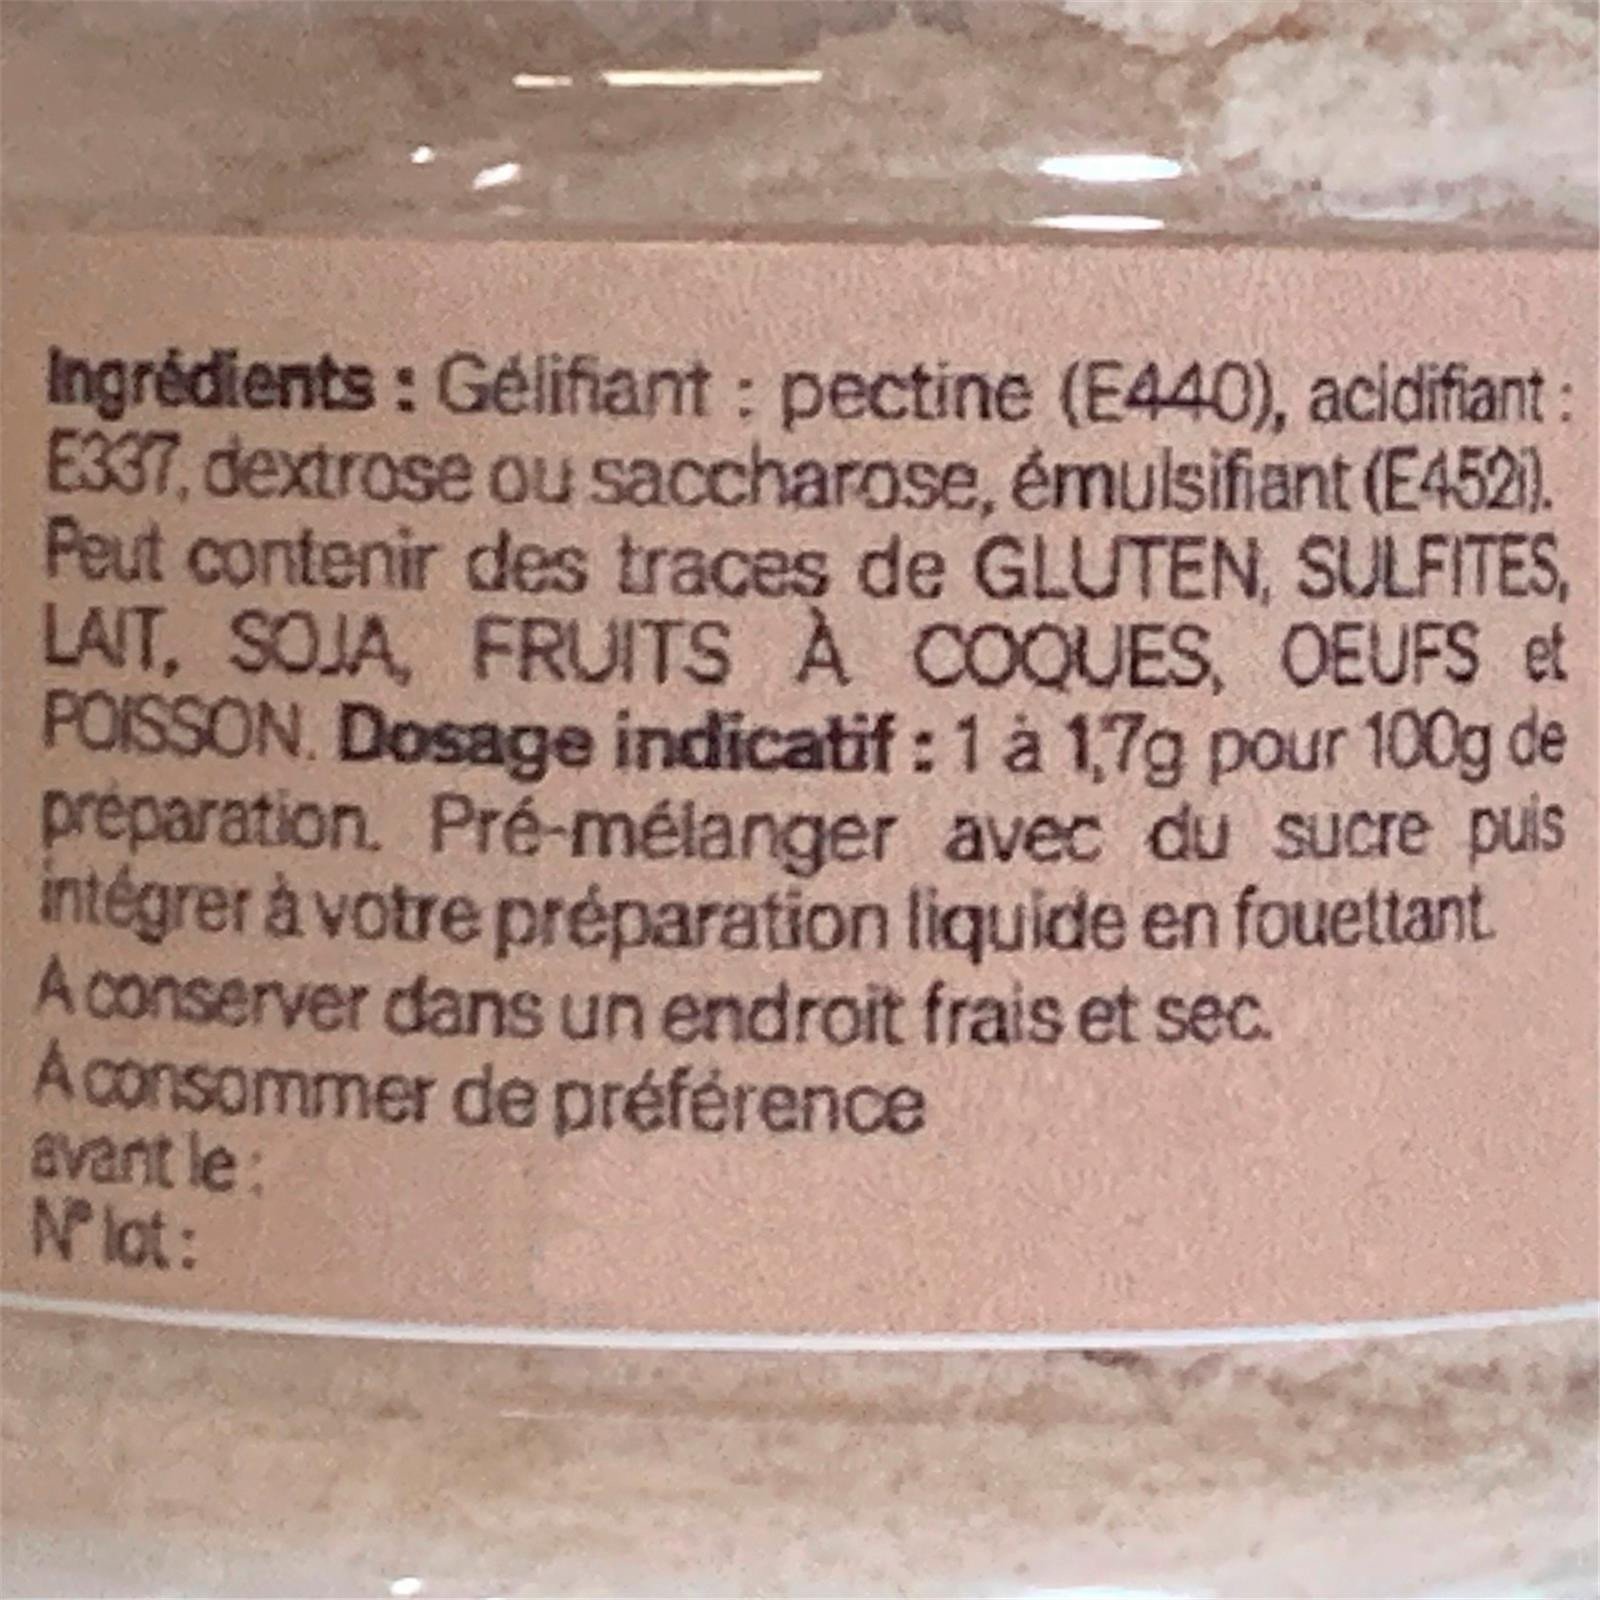 Ingrédients : Gélifiant : pectine (E440), acidifiant :
E337, dextrose ou saccharose, émulsifiant (E452i).
Peut contenir des traces de GLUTEN, SULFITES,
LAIT, SOJA, FRUITS À COQUES, OEUFS et
POISSON. Dosage indicatif : 1 à 1,7g pour 100g de
préparation. Pré-mélanger avec du sucre puis
intégrer à votre préparation liquide en fouettant.
A conserver dans un endroit frais et sec.
A consommer de préférence
avant le :
N° lot :